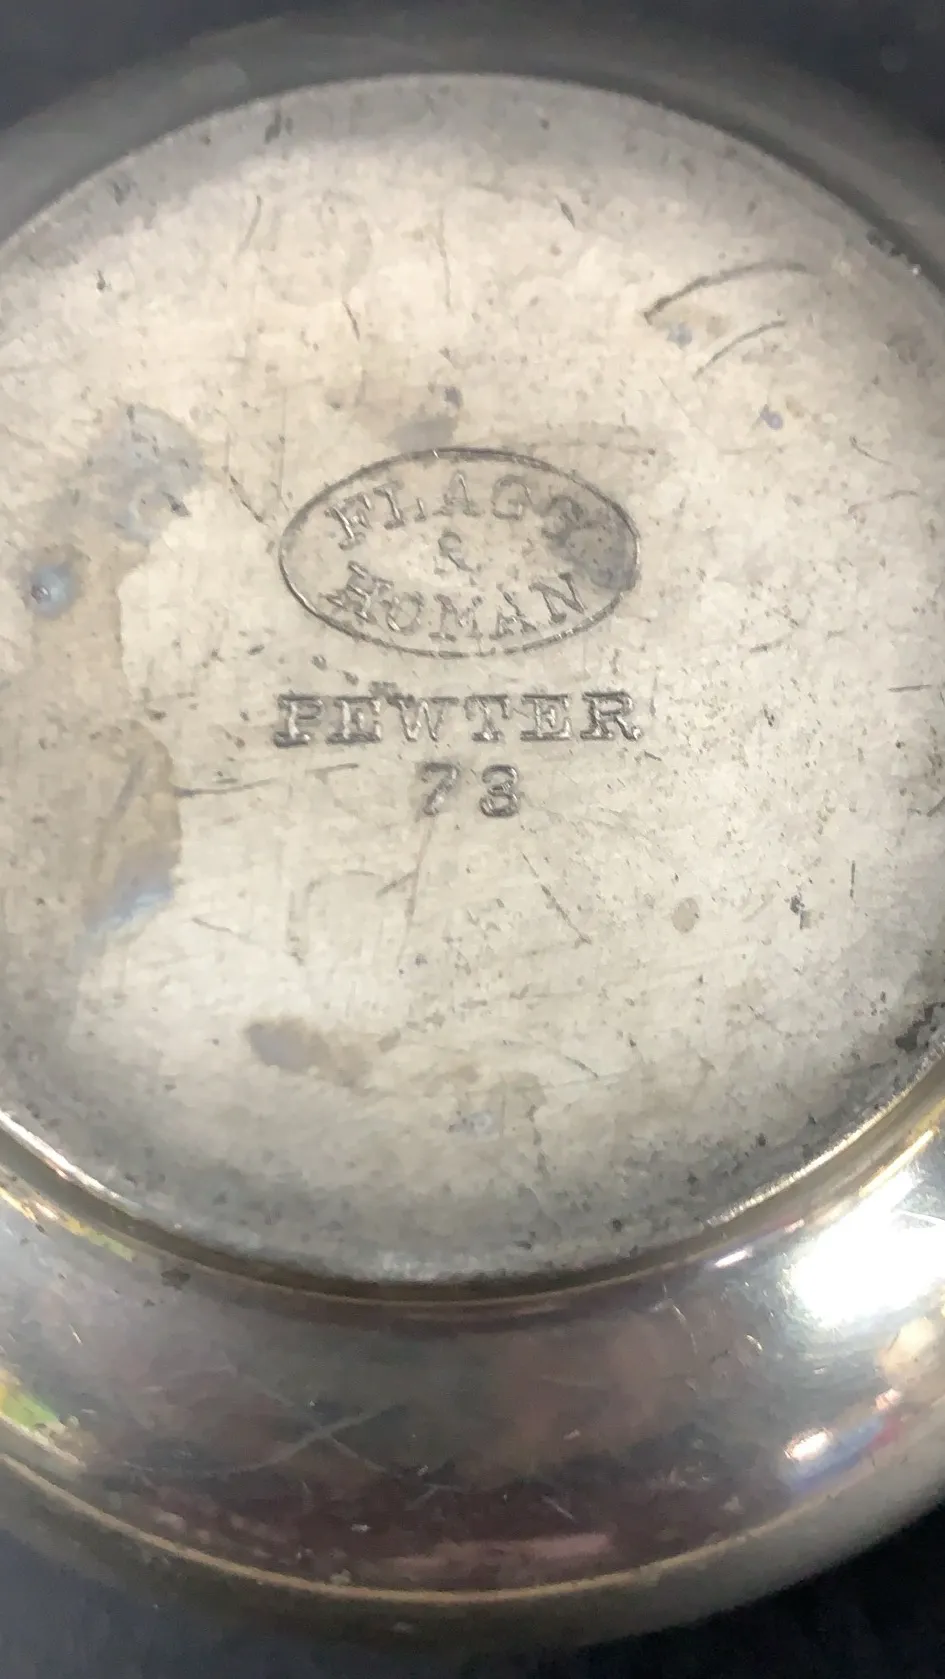 FLAGG
&
HOMAN
PEWTER
73